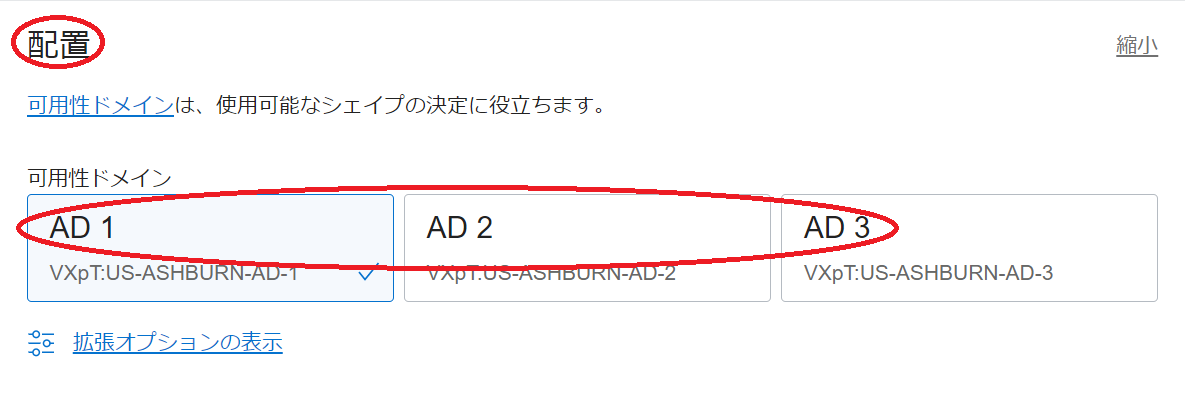 配置
縮小
可用性ドメインは、使用可能なシェイプの決定に役立ちます。
可用性ドメイン
AD 1
VXpT:US-ASHBURN-AD-1
AD 2
VXpT:US-ASHBURN-AD-2
AD 3
VXpT:US-ASHBURN-AD-3
拡張オプションの表示